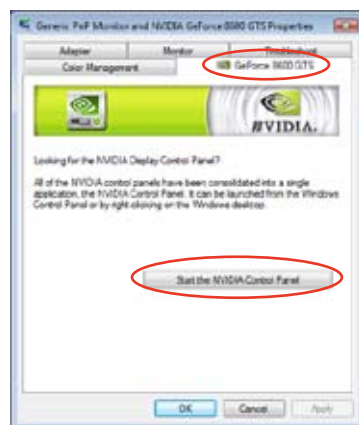 Generic PnP Monitor and NVIDIA GeForce 8600 GTS Properties
Adapter Monitor Troubleshoot
Color Management GeForce 8600 GTS
NVIDIA.
Looking for the NVIDIA Display Control Panel?
All of the NVIDIA control panels have been consolidated into a single
application, the NVIDIA Control Panel. It can be launched from the Windows
Control Panel or by right clicking on the Windows desktop.
Start the NVIDIA Control Panel
OK Cancel Apply